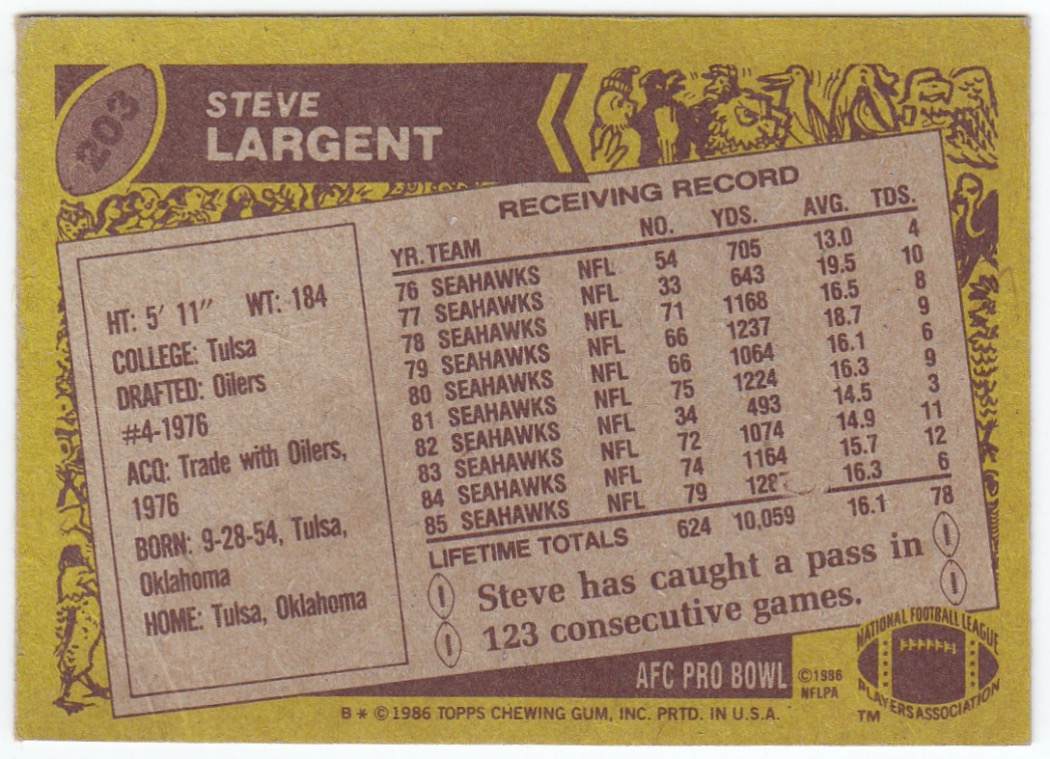 203
STEVE
LARGENT
RECEIVING RECORD
YR. TEAM NO. YDS. AVG. TDS.
76 SEAHAWKS NFL 54 705 13.0 4
77 SEAHAWKS NFL 33 643 19.5 10
78 SEAHAWKS NFL 71 1168 16.5 8
79 SEAHAWKS NFL 66 1237 18.7 9
80 SEAHAWKS NFL 66 1064 16.1 6
81 SEAHAWKS NFL 75 1224 16.3 9
82 SEAHAWKS NFL 34 493 14.5 3
83 SEAHAWKS NFL 72 1074 14.9 11
84 SEAHAWKS NFL 74 1164 15.7 12
85 SEAHAWKS NFL 79 1287 16.3 6
LIFETIME TOTALS 624 10,059 16.1 78
HT: 5' 11" WT: 184
COLLEGE: Tulsa
DRAFTED: Oilers
#4-1976
ACQ: Trade with Oilers,
1976
BORN: 9-28-54, Tulsa,
Oklahoma
HOME: Tulsa, Oklahoma
Steve has caught a pass in
123 consecutive games.
AFC PRO BOWL
©1986
NFLPA
NATIONAL FOOTBALL LEAGUE
PLAYERS ASSOCIATION
TM
B * © 1986 TOPPS CHEWING GUM, INC. PRTD. IN U.S.A.